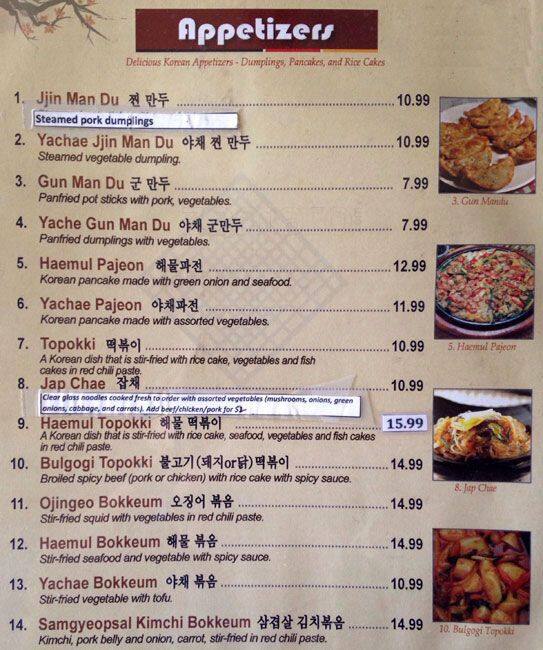 Appetizers
Delicious Korean Appetizers - Dumplings, Pancakes, and Rice Cakes
1. Jjin Man Du 찐 만두 10.99
Steamed pork dumplings
2. Yachae Jjin Man Du 야채 찐 만두 10.99
Steamed vegetable dumpling.
3. Gun Man Du 군 만두 7.99
Panfried pot sticks with pork, vegetables.
4. Yache Gun Man Du 야채 군만두 7.99
Panfried dumplings with vegetables.
5. Haemul Pajeon 해물파전 12.99
Korean pancake made with green onion and seafood.
6. Yachae Pajeon 야채파전 11.99
Korean pancake made with assorted vegetables.
7. Topokki 떡볶이 10.99
A Korean dish that is stir-fried with rice cake, vegetables and fish
cakes in red chili paste.
8. Jap Chae 잡채 10.99
Clear glass noodles cooked fresh to order with assorted vegetables (mushrooms, onions, green
onions, cabbage, and carrots). Add beef/chicken/pork for
9. Haemul Topokki 해물 떡볶이 15.99
A Korean dish that is stir-fried with rice cake, seafood, vegetables and fish cakes
in red chili paste.
10. Bulgogi Topokki 불고기(돼지or닭)떡볶이 14.99
Broiled spicy beef (pork or chicken) with rice cake with spicy sauce.
11. Ojingeo Bokkeum 오징어 볶음 14.99
Stir-fried squid with vegetables in red chili paste.
12. Haemul Bokkeum 해물 볶음 14.99
Stir-fried seafood and vegetable with spicy sauce.
13. Yachae Bokkeum 야채 볶음 10.99
Stir-fried vegetable with tofu.
14. Samgyeopsal Kimchi Bokkeum 삼겹살 김치볶음 14.99
Kimchi, pork belly and onion, carrot, stir-fried in red chili paste.
3. Gun Mandu
5. Haemul Pajeon
8. Jap Chae
10. Bulgogi Topokki